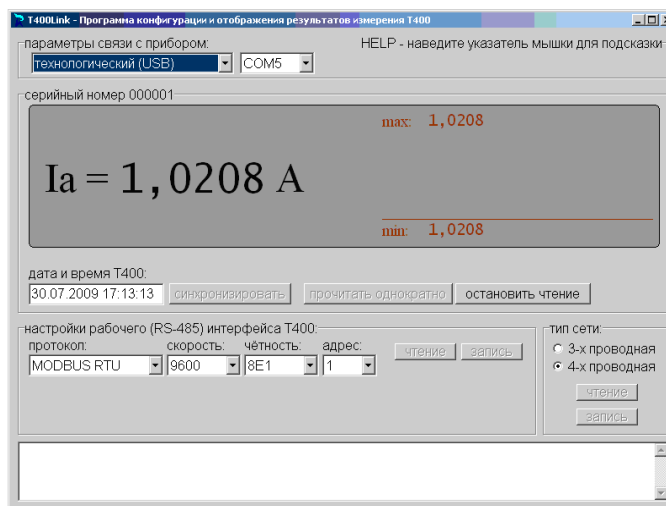 T400Link - Программа конфигурации и отображения результатов измерения T400
параметры связи с прибором:
HELP - наведите указатель мышки для подсказки
технологический (USB) COM5
серийный номер 000001
max: 1,0208
Ia = 1,0208 A
min: 1,0208
дата и время T400:
30.07.2009 17:13:13 синхронизировать прочитать однократно остановить чтение
настройки рабочего (RS-485) интерфейса T400:
тип сети:
протокол: скорость: чётность: адрес:
MODBUS RTU 9600 8E1 1 чтение запись
3-х проводная
4-х проводная
чтение
запись